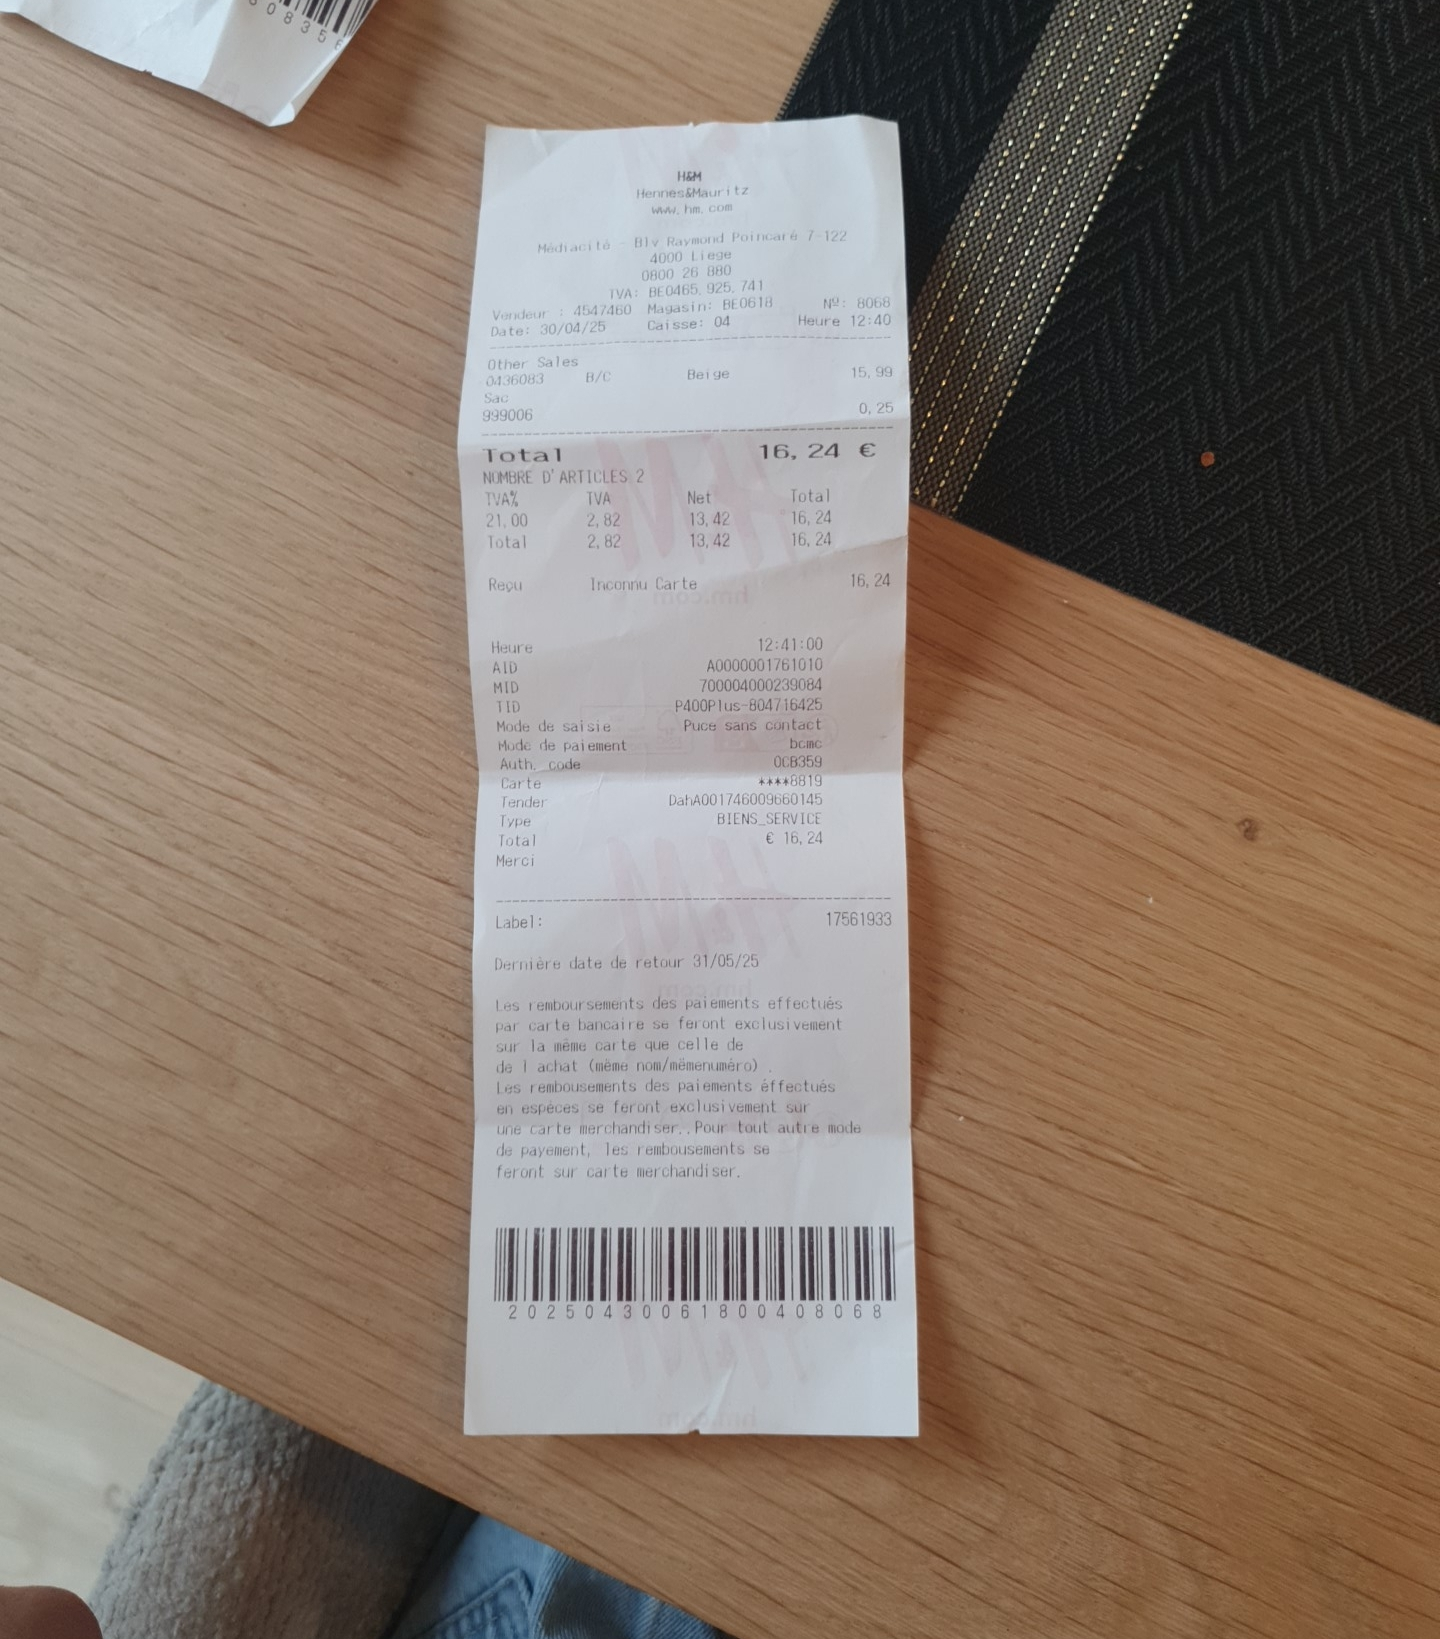 0835
H&M
Hennes&Mauritz
www.hm.com
Médiacité - Blv Raymond Poincaré 7-122
4000 Liege
0800 26 880
TVA: BE0465.925.741
Vendeur : 4547460 Magasin: BE0618 Nº: 8068
Date: 30/04/25 Caisse: 04 Heure 12:40
Other Sales
0436083 B/C Beige 15,99
Sac
999006 0,25
Total 16,24 €
NOMBRE D'ARTICLES 2
TVA% TVA Net Total
21,00 2,82 13,42 16,24
Total 2,82 13,42 16,24
Reçu Inconnu Carte 16,24
Heure 12:41:00
AID A0000001761010
MID 700004000239084
TID P400Plus-804716425
Mode de saisie Puce sans contact
Mode de paiement bcmc
Auth. code 0CB359
Carte ****8819
Tender DahA001746009660145
Type BIENS_SERVICE
Total € 16,24
Merci
Label: 17561933
Dernière date de retour 31/05/25
Les remboursements des paiements effectués
par carte bancaire se feront exclusivement
sur la même carte que celle de
de l achat (même nom/mêmenuméro) .
Les rembousements des paiements éffectués
en espèces se feront exclusivement sur
une carte merchandiser..Pour tout autre mode
de payement, les rembousements se
feront sur carte merchandiser.
20250430061800408068